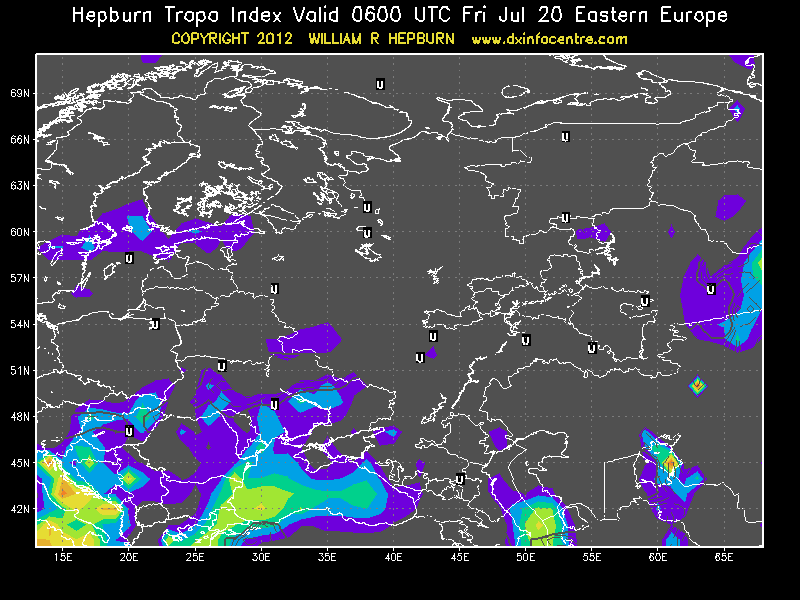 Hepburn Tropo Index Valid 0600 UTC Fri Jul 20 Eastern Europe
COPYRIGHT 2012 WILLIAM R HEPBURN www.dxinfocentre.com
69N
U
66N
U
63N
U
60N
U
U
U
57N
U
U
U
54N
U
U
U
U
51N
U
U
48N
U
U
45N
U
42N
15E 20E 25E 30E 35E 40E 45E 50E 55E 60E 65E